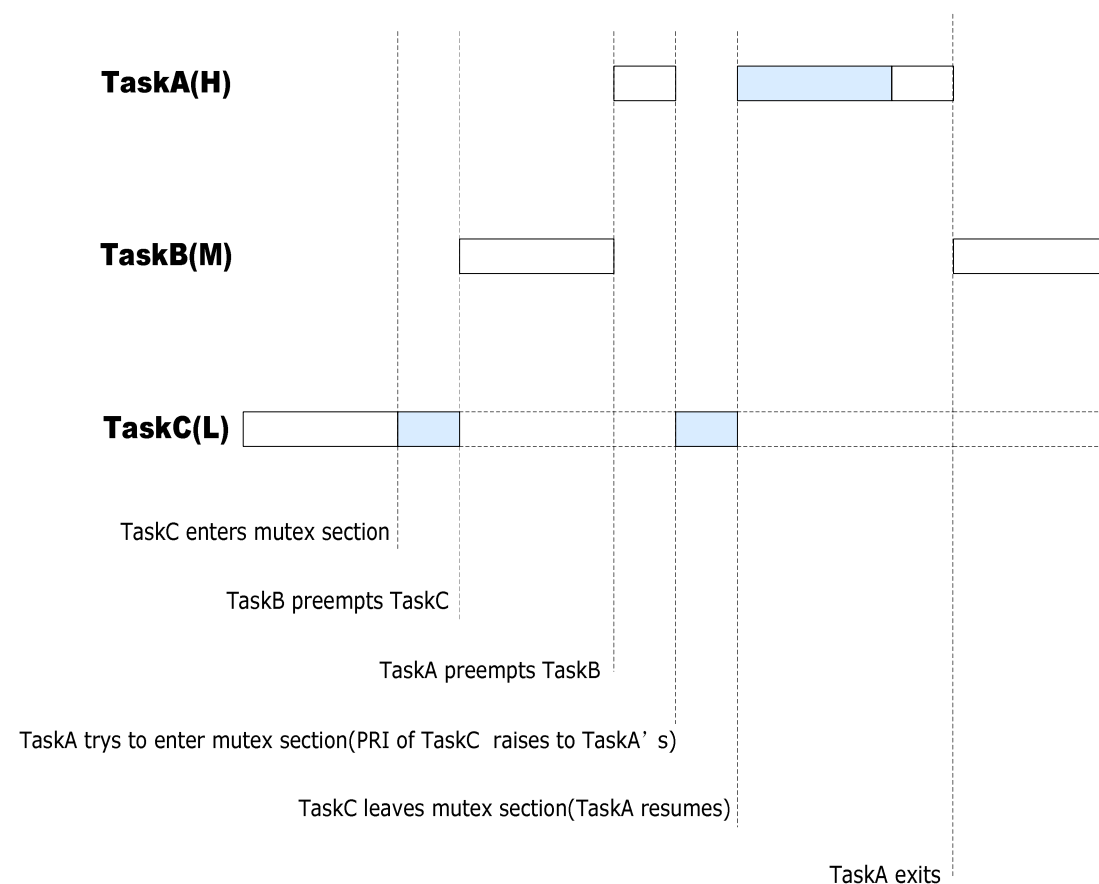 TaskA(H)
TaskB(M)
TaskC(L)
TaskC enters mutex section
TaskB preempts TaskC
TaskA preempts TaskB
TaskA trys to enter mutex section(PRI of TaskC  raises to TaskA’ s)
TaskC leaves mutex section(TaskA resumes)
TaskA exits